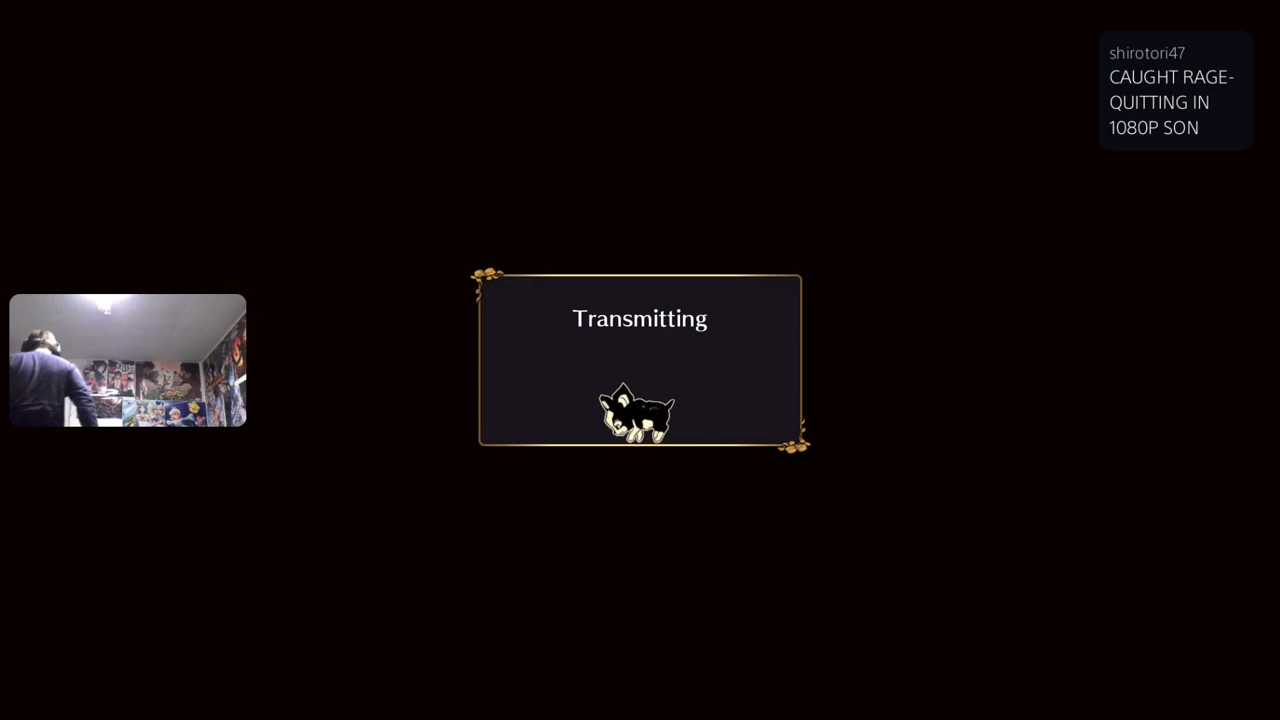 shirotori47
CAUGHT RAGE-
QUITTING IN
1080P SON
Transmitting